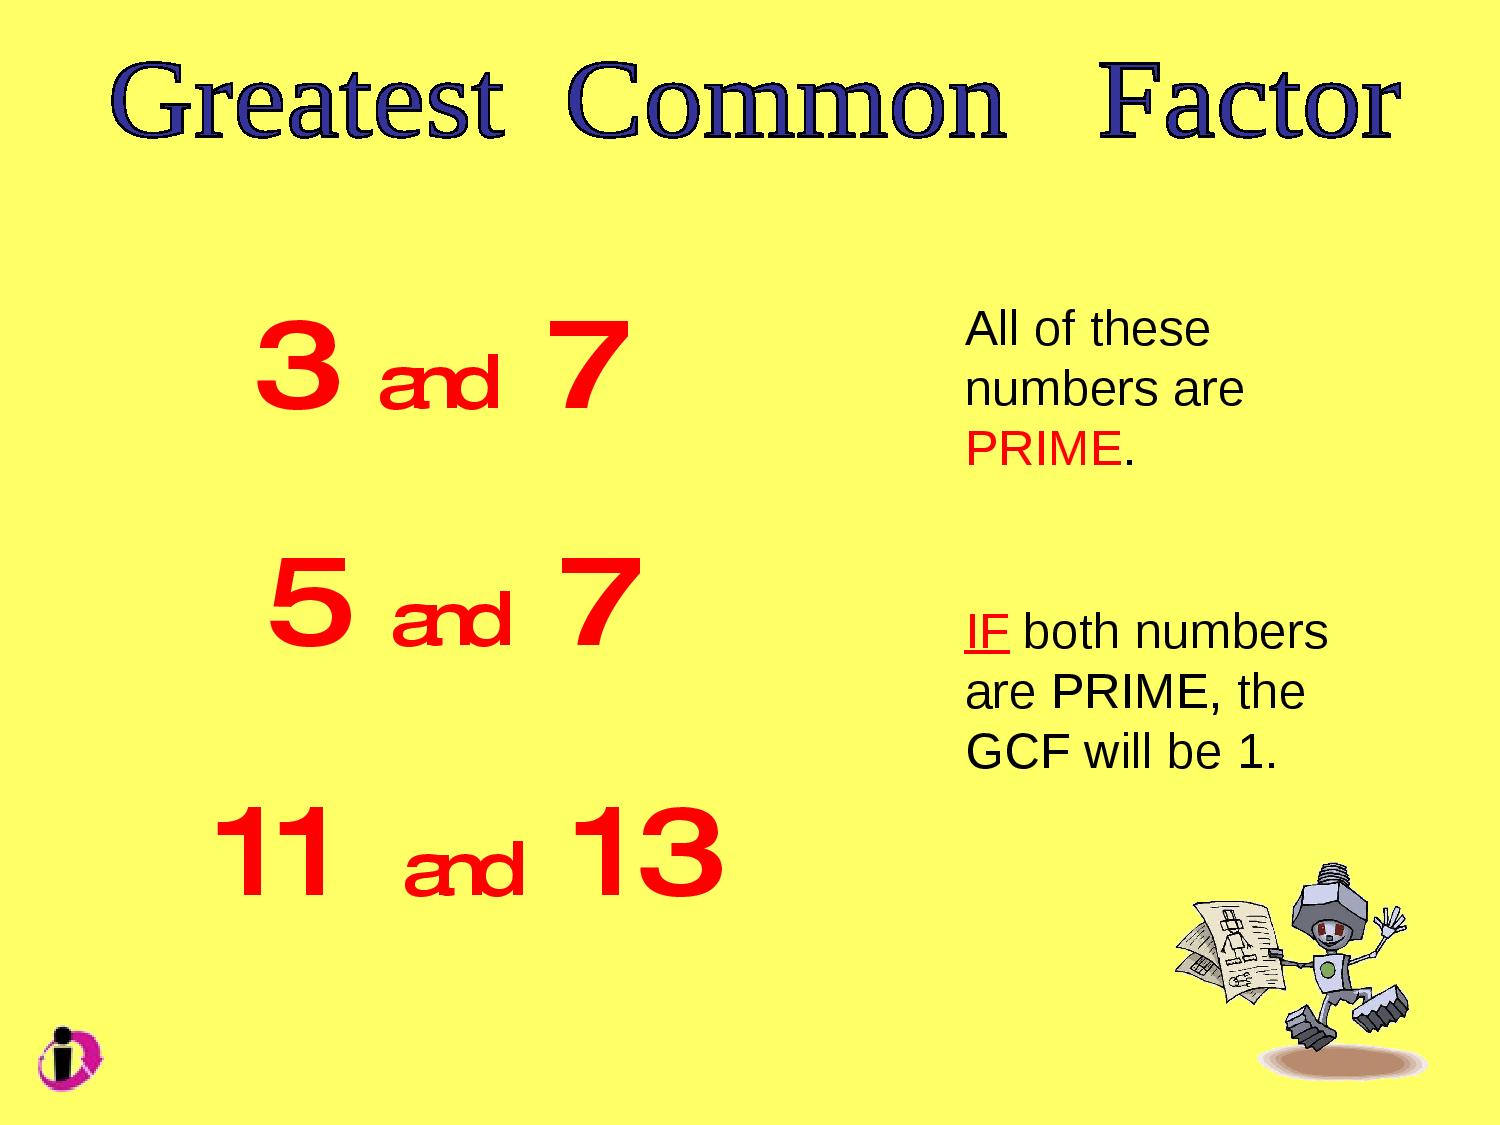 Greatest Common Factor
3 and 7
5 and 7
11 and 13
All of these
numbers are
PRIME.
IF both numbers
are PRIME, the
GCF will be 1.
i